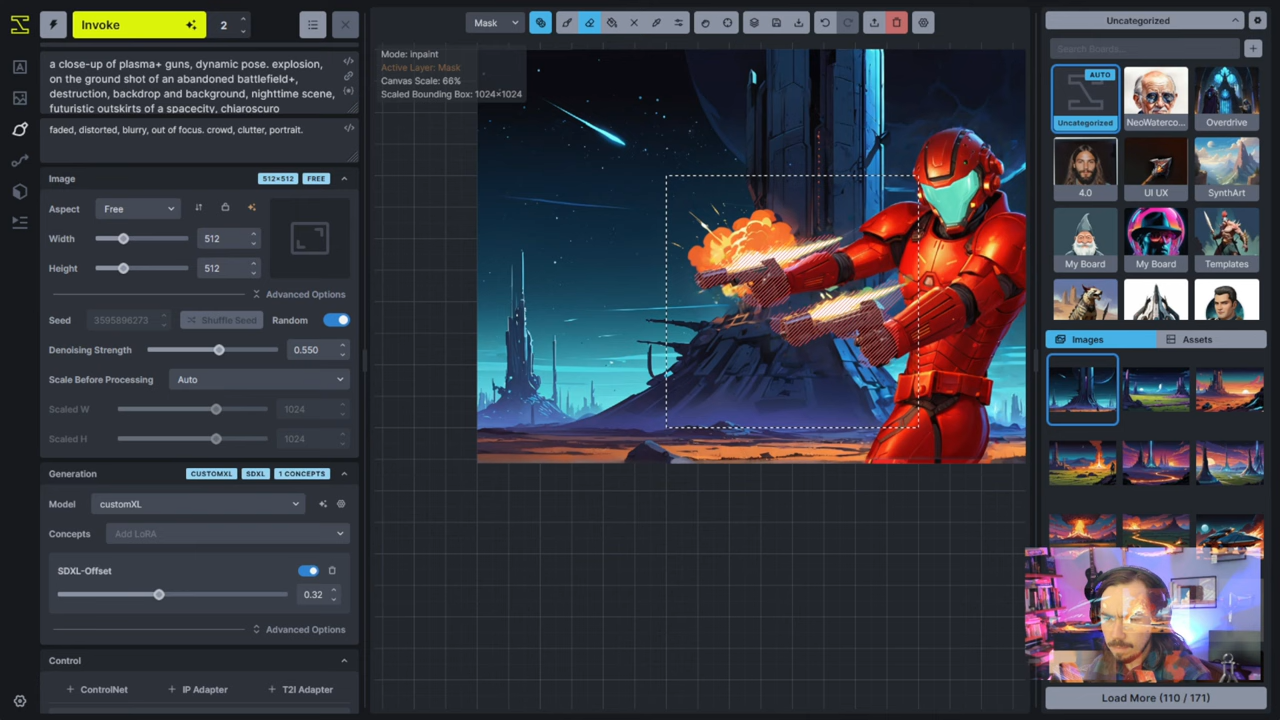 Invoke
2
a close-up of plasma+ guns, dynamic pose. explosion,
on the ground shot of an abandoned battlefield+,
destruction, backdrop and background, nighttime scene,
futuristic outskirts of a spacecity, chiaroscuro
faded, distorted, blurry, out of focus. crowd, clutter, portrait.
Image
512×512
FREE
Aspect
Free
Width
512
Height
512
Advanced Options
Seed
3595896273
Shuffle Seed
Random
Denoising Strength
0.550
Scale Before Processing
Auto
Scaled W
1024
Scaled H
1024
Generation
CUSTOMXL
SDXL
1 CONCEPTS
Model
customXL
Concepts
Add LoRA
SDXL-Offset
0.32
Advanced Options
Control
+ ControlNet
+ IP Adapter
+ T2I Adapter
Mask
Mode: inpaint
Active Layer: Mask
Canvas Scale: 66%
Scaled Bounding Box: 1024×1024
Uncategorized
Search Boards...
AUTO
Uncategorized
NeoWaterco...
Overdrive
4.0
UI UX
SynthArt
My Board
My Board
Templates
Images
Assets
Load More (110 / 171)